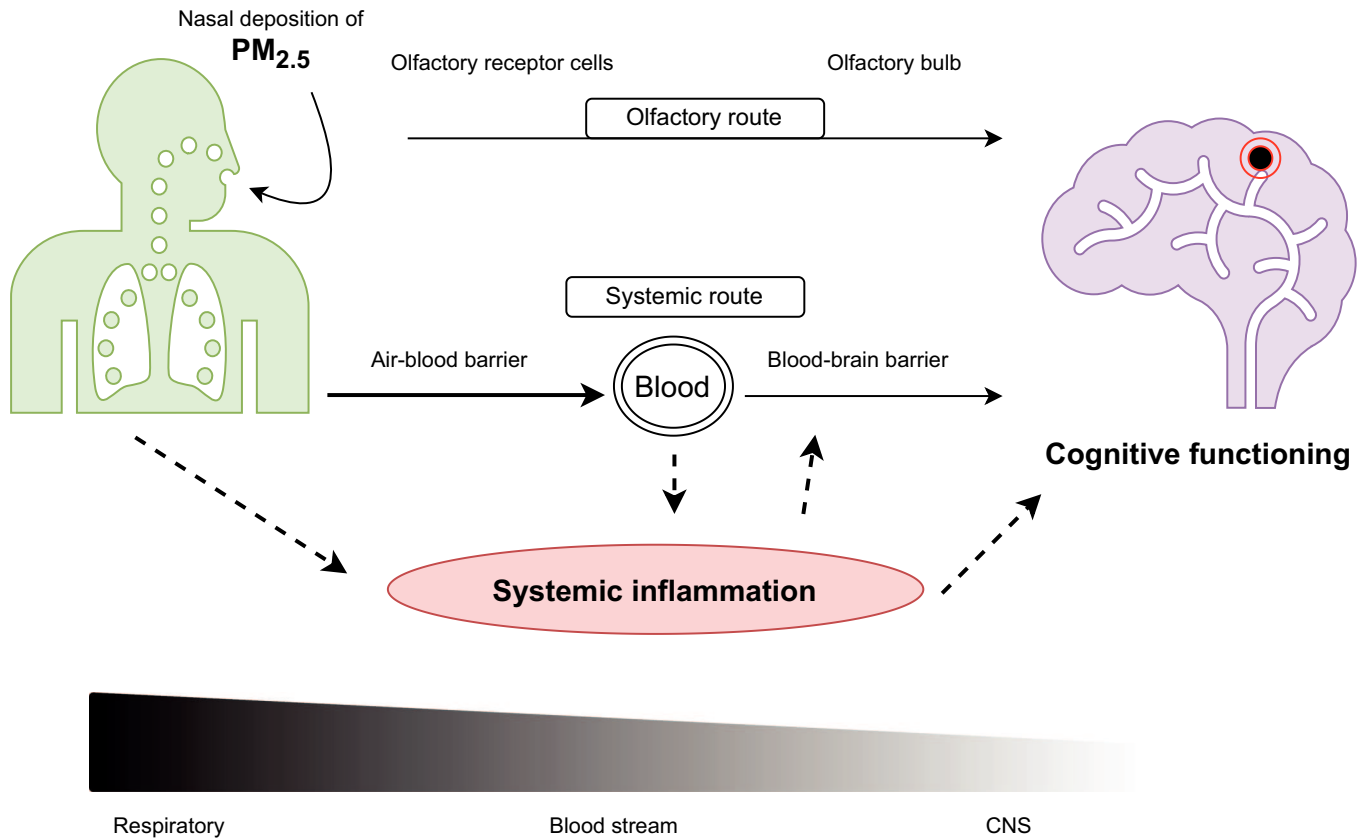 Nasal deposition of
PM2.5
Olfactory receptor cells
Olfactory bulb
Olfactory route
Systemic route
Air-blood barrier
Blood
Blood-brain barrier
Cognitive functioning
Systemic inflammation
Respiratory
Blood stream
CNS